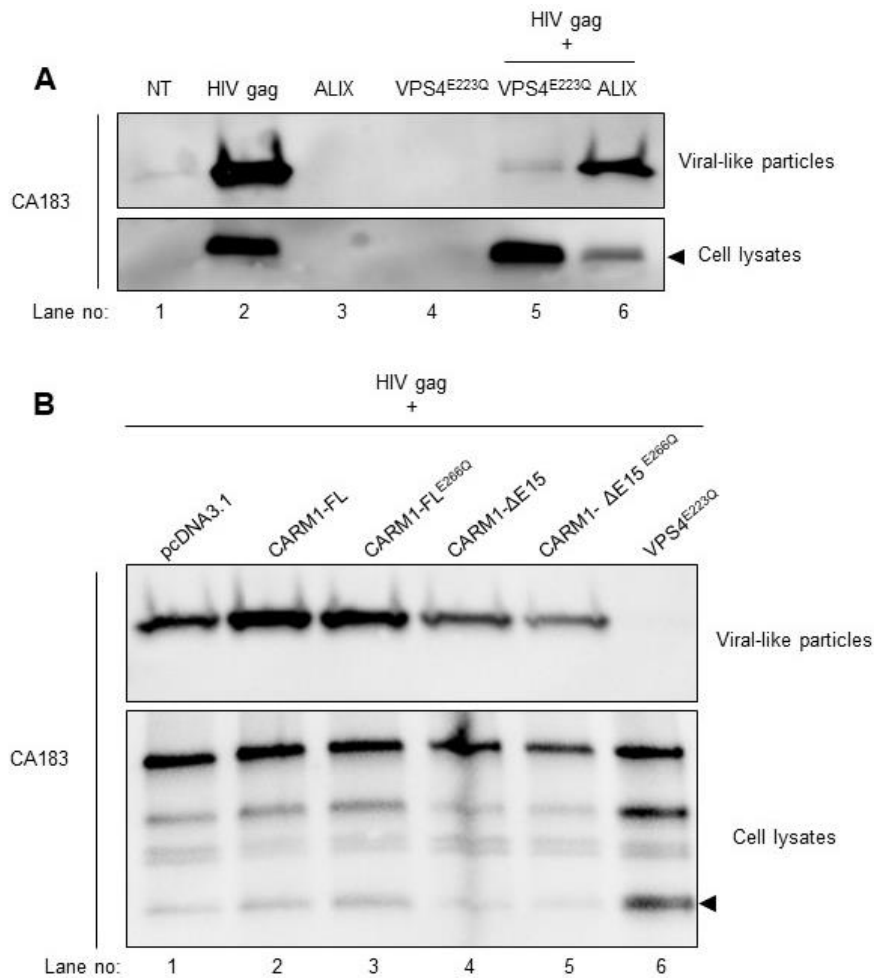 HIV gag
+
A
NT HIV gag ALIX VPS4E223Q VPS4E223Q ALIX
Viral-like particles
CA183
Cell lysates
Lane no: 1 2 3 4 5 6
HIV gag
B
+
pcDNA3.1
CARM1-FL
CARM1-FLE266Q
CARM1-ΔE15
CARM1- ΔE15 E266Q
VPS4E223Q
Viral-like particles
CA183
Cell lysates
Lane no: 1 2 3 4 5 6